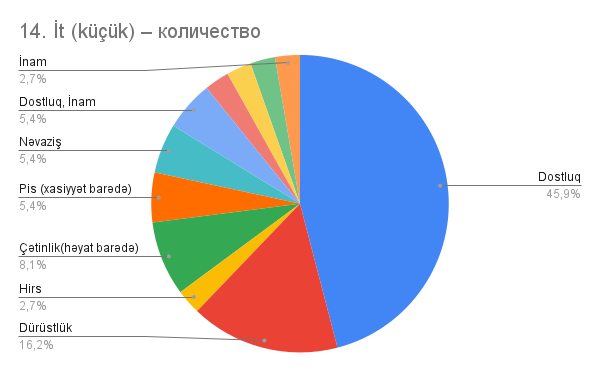 14. İt (küçük) – количество
İnam
2,7%
Dostluq, İnam
5,4%
Nəvaziş
5,4%
Pis (xasiyyət barədə)
5,4%
Çətinlik(həyat barədə)
8,1%
Hirs
2,7%
Dürüstlük
16,2%
Dostluq
45,9%